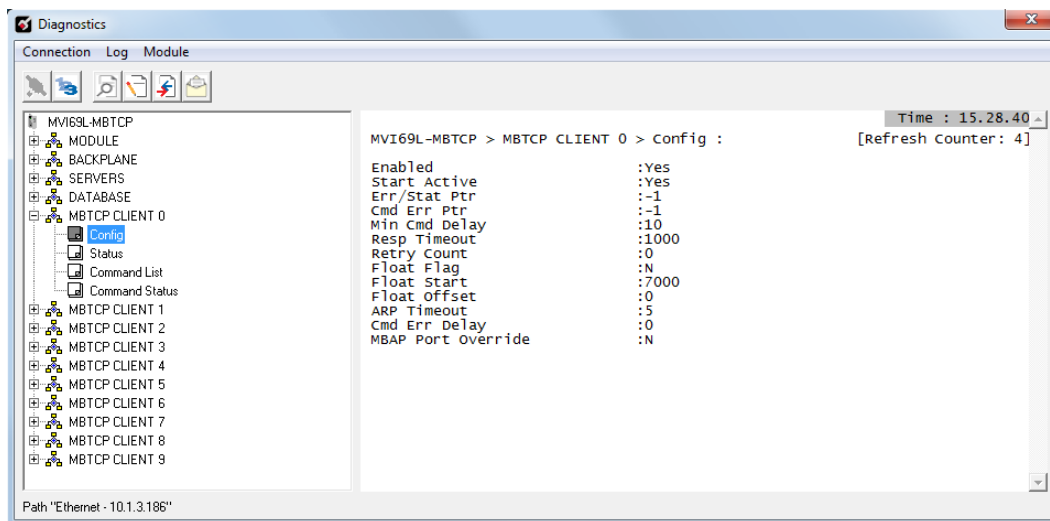 Diagnostics
Connection Log Module
MVI69L-MBTCP
MODULE
BACKPLANE
SERVERS
DATABASE
MBTCP CLIENT 0
Config
Status
Command List
Command Status
MBTCP CLIENT 1
MBTCP CLIENT 2
MBTCP CLIENT 3
MBTCP CLIENT 4
MBTCP CLIENT 5
MBTCP CLIENT 6
MBTCP CLIENT 7
MBTCP CLIENT 8
MBTCP CLIENT 9
Time : 15.28.40
MVI69L-MBTCP > MBTCP CLIENT 0 > Config : [Refresh Counter: 4]
Enabled :Yes
Start Active :Yes
Err/Stat Ptr :-1
Cmd Err Ptr :-1
Min Cmd Delay :10
Resp Timeout :1000
Retry Count :0
Float Flag :N
Float Start :7000
Float Offset :0
ARP Timeout :5
Cmd Err Delay :0
MBAP Port Override :N
Path "Ethernet - 10.1.3.186"